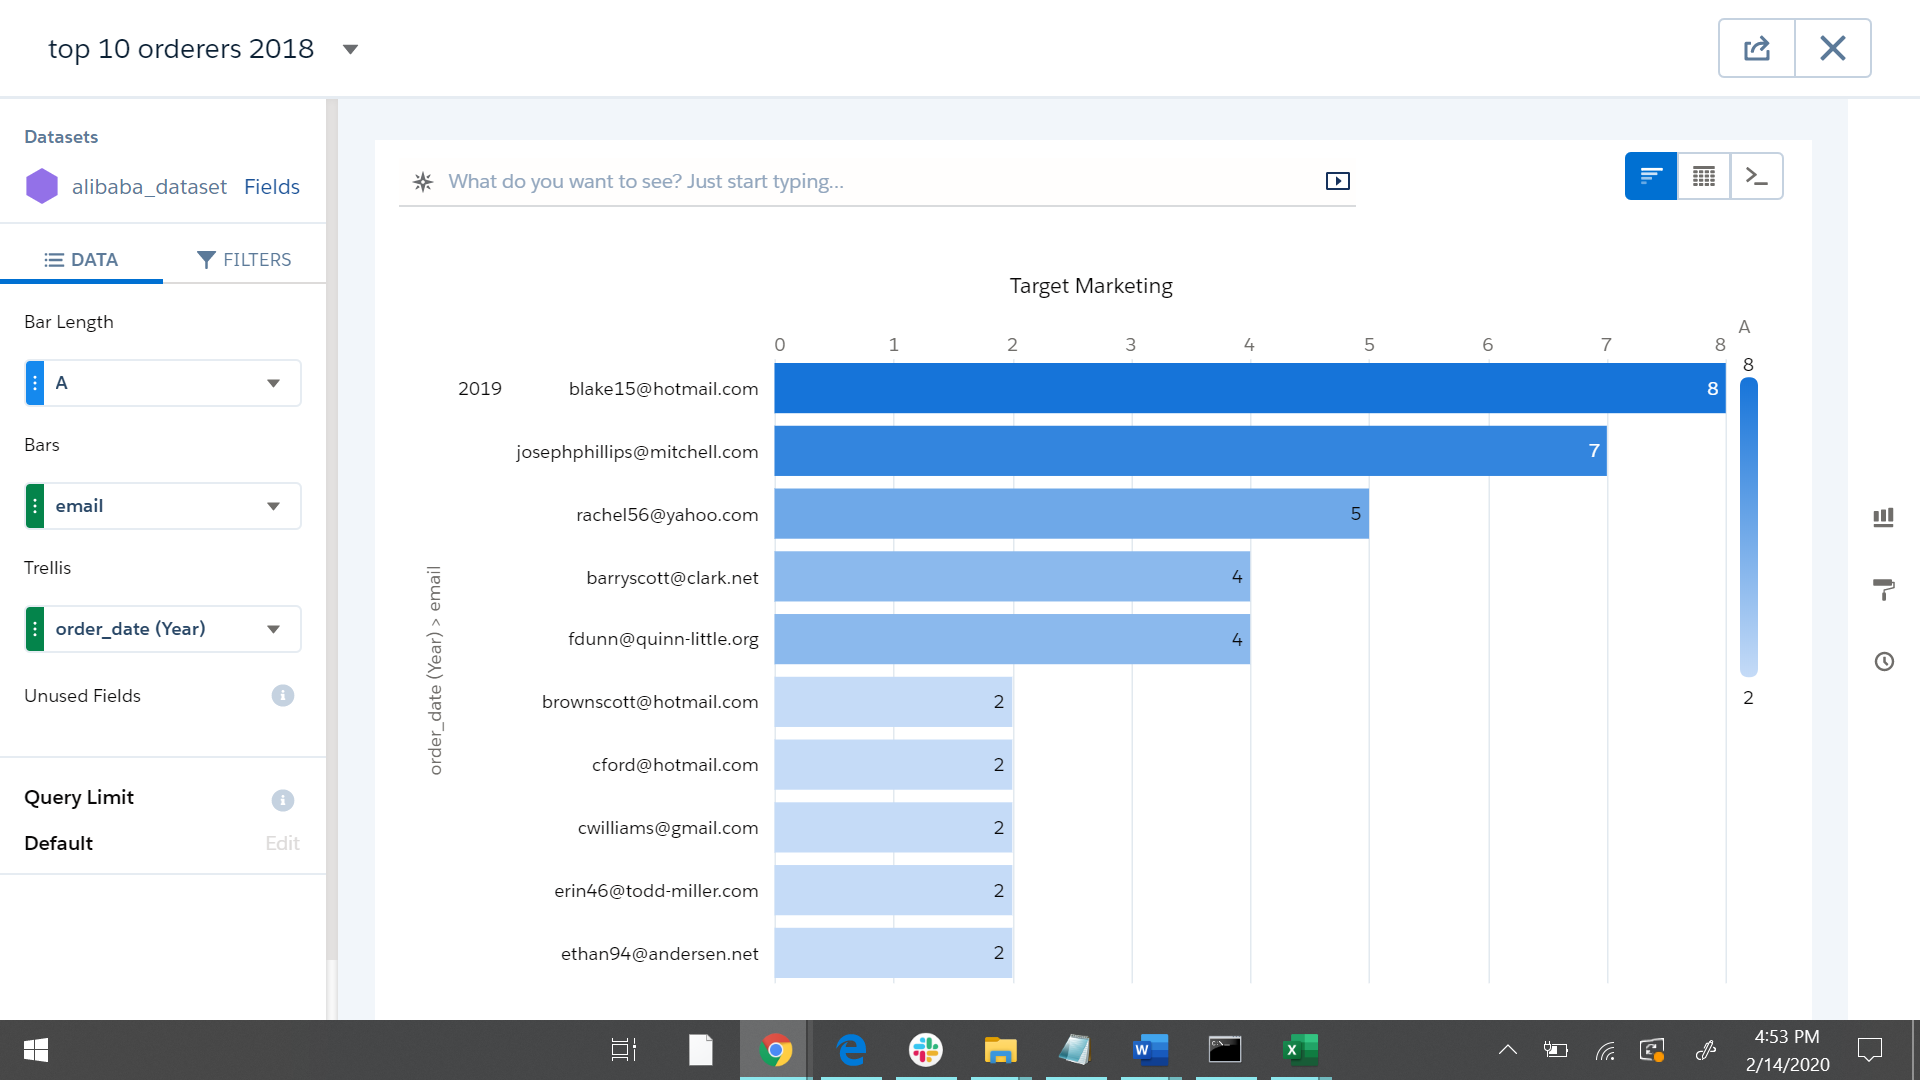 top 10 orderers 2018
Datasets
alibaba_dataset Fields
DATA FILTERS
Bar Length
A
Bars
email
Trellis
order_date (Year)
Unused Fields
i
Query Limit
i
Default Edit
What do you want to see? Just start typing...
Target Marketing
0 1 2 3 4 5 6 7 8
order_date (Year) > email
2019 blake15@hotmail.com 8
josephphillips@mitchell.com 7
rachel56@yahoo.com 5
barryscott@clark.net 4
fdunn@quinn-little.org 4
brownscott@hotmail.com 2
cford@hotmail.com 2
cwilliams@gmail.com 2
erin46@todd-miller.com 2
ethan94@andersen.net 2
A
8
2
W
C:\_
X
4:53 PM
2/14/2020